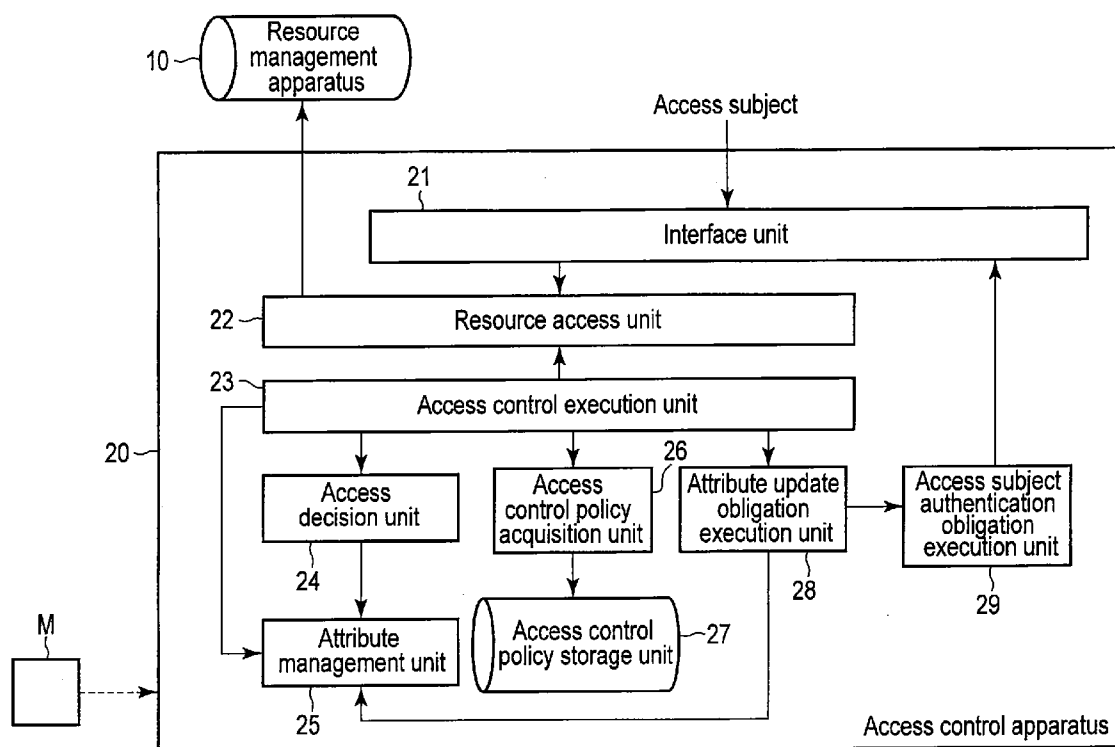 Resource
management
apparatus
10
Access subject
21
Interface unit
22
Resource access unit
23
Access control execution unit
20
26
Access
decision unit
24
Access
control policy
acquisition unit
Attribute update
obligation
execution unit
28
Access subject
authentication
obligation
execution unit
29
M
Attribute
management unit
25
Access control
policy storage unit
27
Access control apparatus